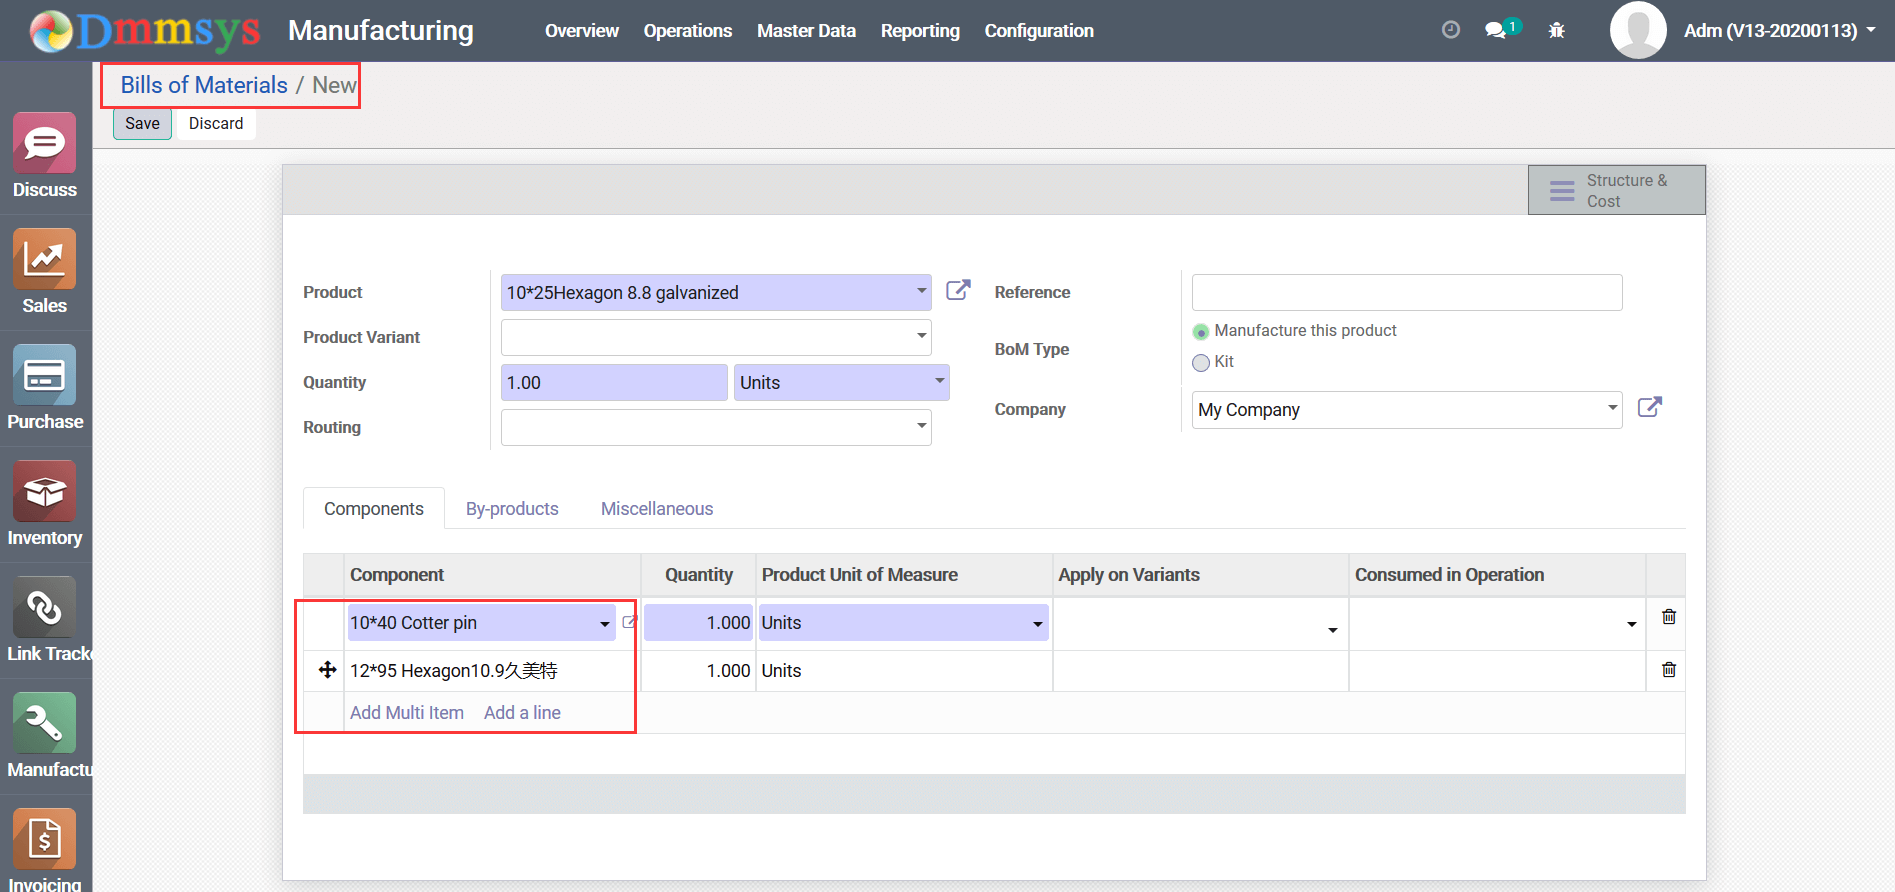 Dmmsys Manufacturing Overview Operations Master Data Reporting Configuration 1 Adm (V13-20200113)
Bills of Materials / New
Save Discard
Discuss
Sales
Purchase
Inventory
Link Tracke
Manufactu
Invoicing
Structure &
Cost
Product 10*25Hexagon 8.8 galvanized
Product Variant
Quantity 1.00 Units
Routing
Reference
BoM Type Manufacture this product
Kit
Company My Company
Components By-products Miscellaneous
Component Quantity Product Unit of Measure Apply on Variants Consumed in Operation
10*40 Cotter pin 1.000 Units
12*95 Hexagon10.9久美特 1.000 Units
Add Multi Item Add a line